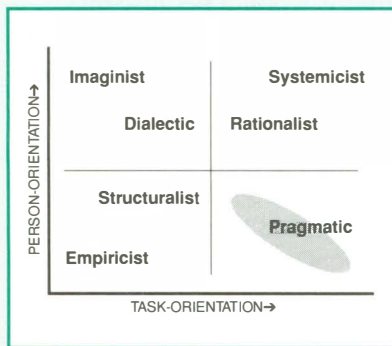 Imaginist Systemicist
Dialectic Rationalist
Structuralist
Pragmatic
Empiricist
PERSON-ORIENTATION→
TASK-ORIENTATION→